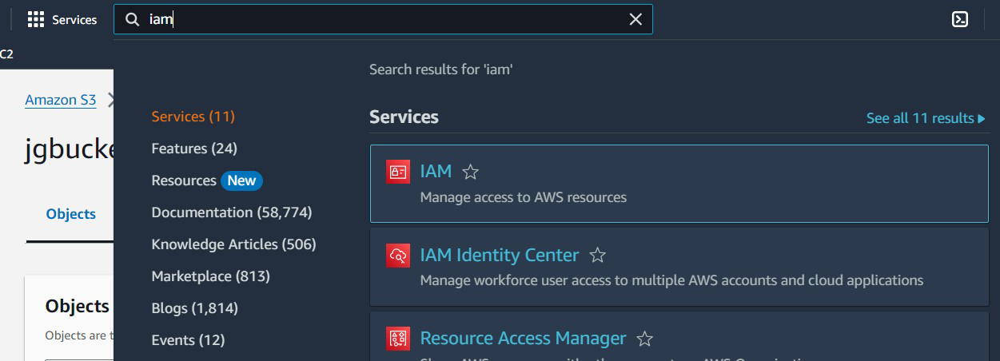 Services
iam
C2
Search results for 'iam'
Amazon S3
Services (11)
Services
See all 11 results
jgbucke
Features (24)
IAM
Resources New
Manage access to AWS resources
Objects
Documentation (58,774)
Knowledge Articles (506)
IAM Identity Center
Marketplace (813)
Manage workforce user access to multiple AWS accounts and cloud applications
Objects
Blogs (1,814)
Objects are t
Events (12)
Resource Access Manager